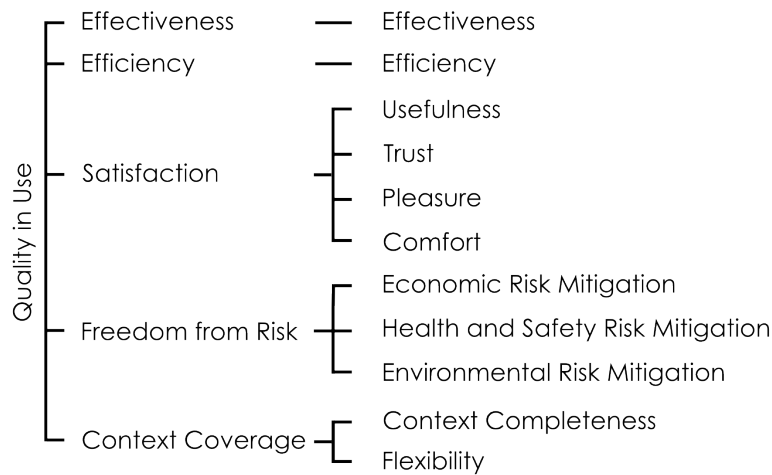 Quality in Use
Effectiveness
Effectiveness
Efficiency
Efficiency
Satisfaction
Usefulness
Trust
Pleasure
Comfort
Freedom from Risk
Economic Risk Mitigation
Health and Safety Risk Mitigation
Environmental Risk Mitigation
Context Coverage
Context Completeness
Flexibility